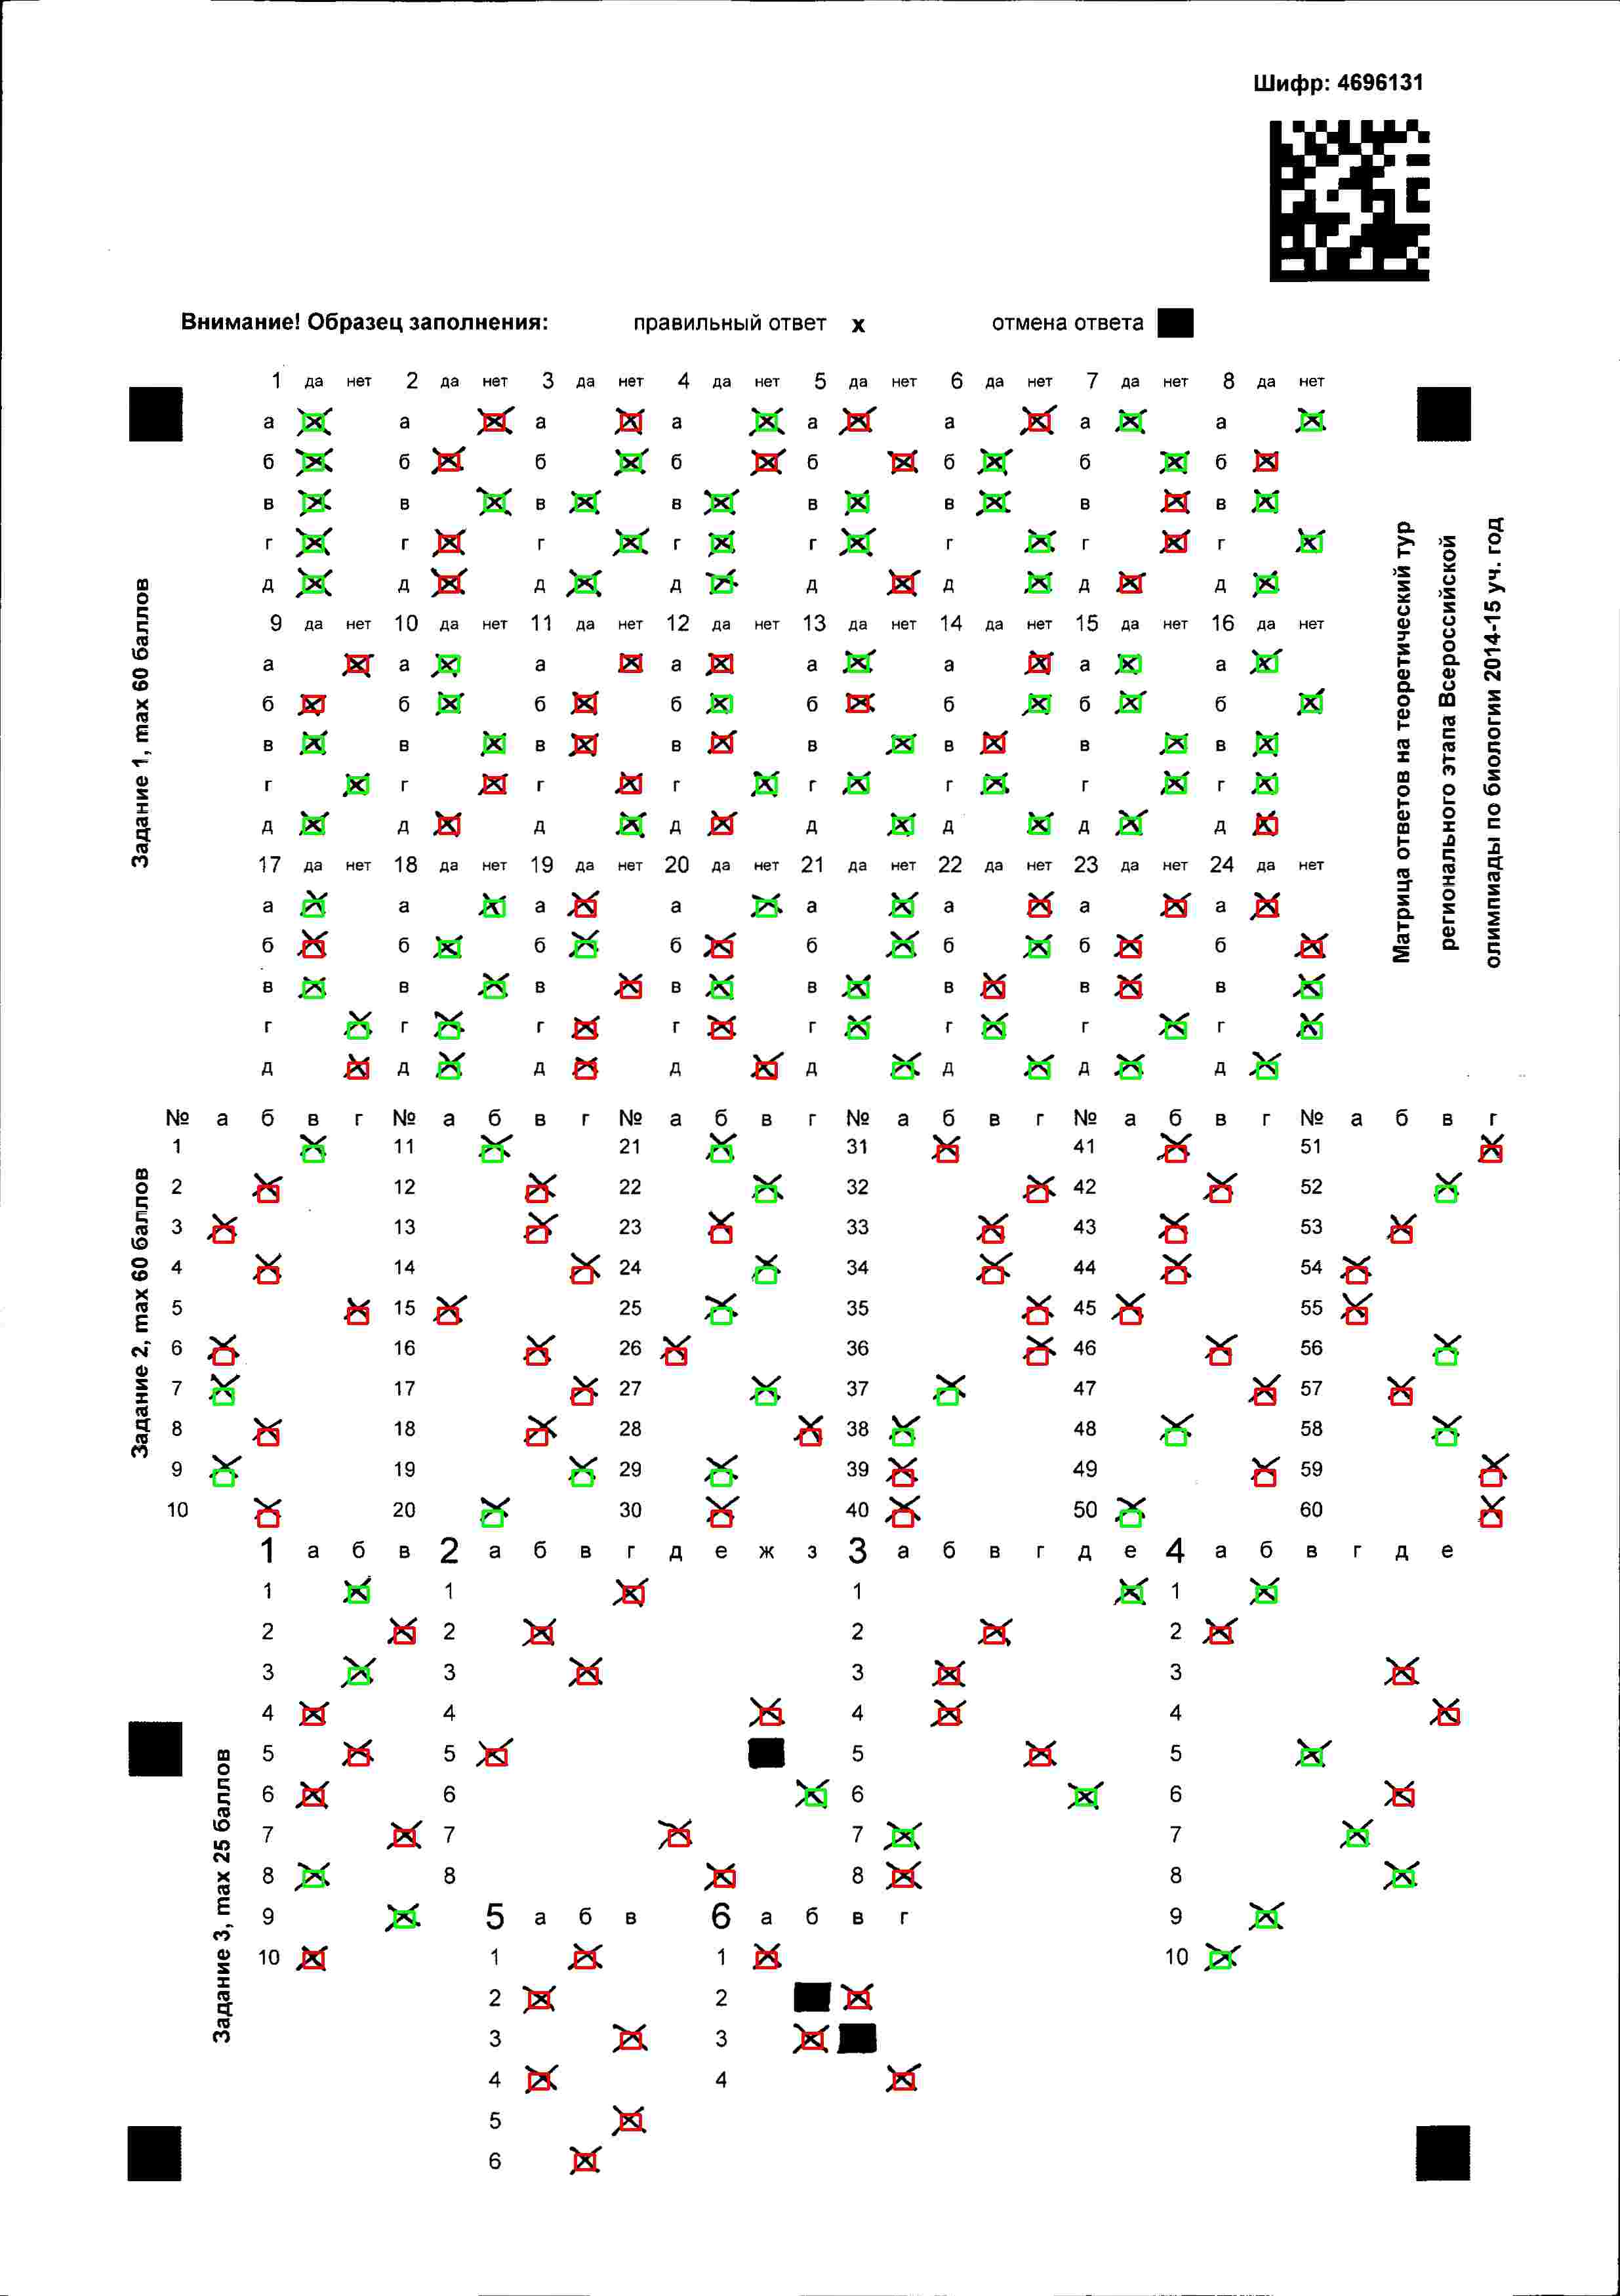 Шифр: 4696131
Внимание! Образец заполнения: правильный ответ х отмена ответа
1 да нет 2 да нет 3 да нет 4 да нет 5 да нет 6 да нет 7 да нет 8 да нет
а а а а а а а а
б б б б б б б б
в в в в в в в в
г г г г г г г г
д д д д д д д д
9 да нет 10 да нет 11 да нет 12 да нет 13 да нет 14 да нет 15 да нет 16 да нет
а а а а а а а а
б б б б б б б б
в в в в в в в в
г г г г г г г г
д д д д д д д д
17 да нет 18 да нет 19 да нет 20 да нет 21 да нет 22 да нет 23 да нет 24 да нет
а а а а а а а а
б б б б б б б б
в в в в в в в в
г г г г г г г г
д д д д д д д д
Задание 1, max 60 баллов
Матрица ответов на теоретический тур
регионального этапа Всероссийской
олимпиады по биологии 2014-15 уч. год
№ а б в г № а б в г № а б в г № а б в г № а б в г № а б в г
1 11 21 31 41 51
2 12 22 32 42 52
3 13 23 33 43 53
4 14 24 34 44 54
5 15 25 35 45 55
6 16 26 36 46 56
7 17 27 37 47 57
8 18 28 38 48 58
9 19 29 39 49 59
10 20 30 40 50 60
Задание 2, max 60 баллов
1 а б в 2 а б в г д е ж з 3 а б в г д е 4 а б в г д е
1 1 1 1
2 2 2 2
3 3 3 3
4 4 4 4
5 5 5 5
6 6 6 6
7 7 7 7
8 8 8 8
9 5 а б в 6 а б в г 9
10 1 1 10
2 2
3 3
4 4
5
6
Задание 3, max 25 баллов